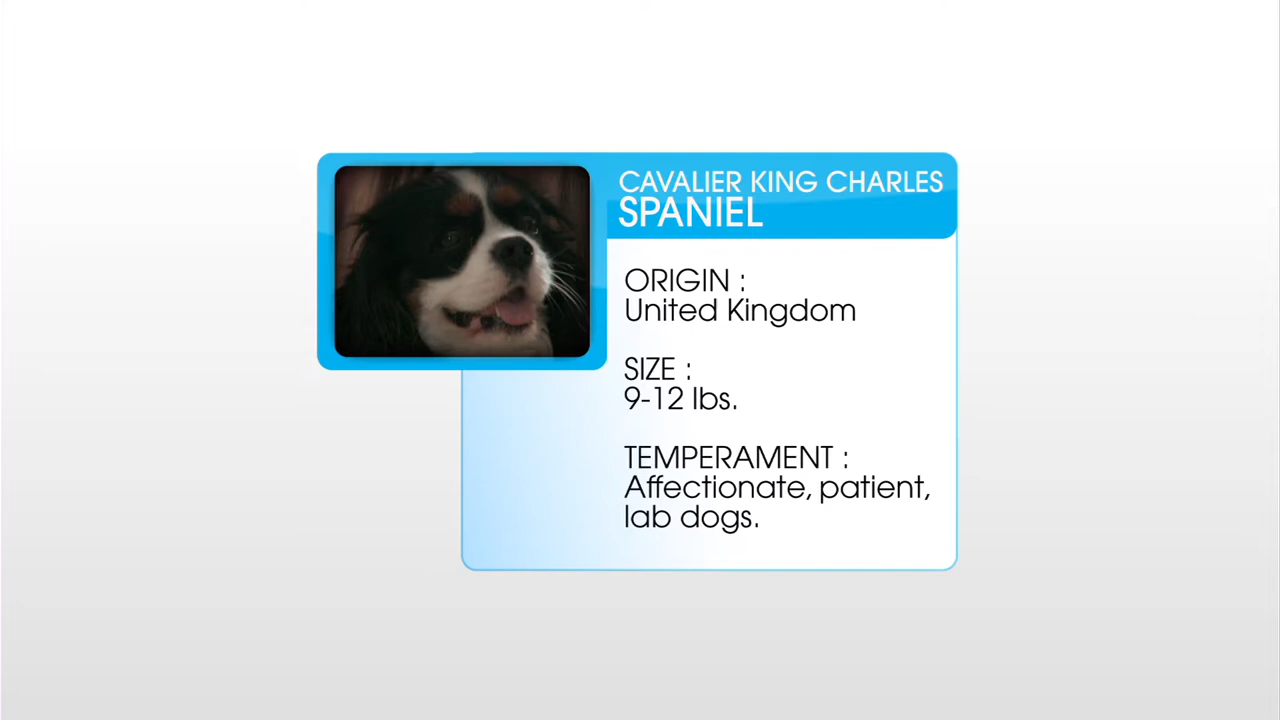 CAVALIER KING CHARLES
SPANIEL
ORIGIN :
United Kingdom
SIZE :
9-12 lbs.
TEMPERAMENT :
Affectionate, patient,
lab dogs.